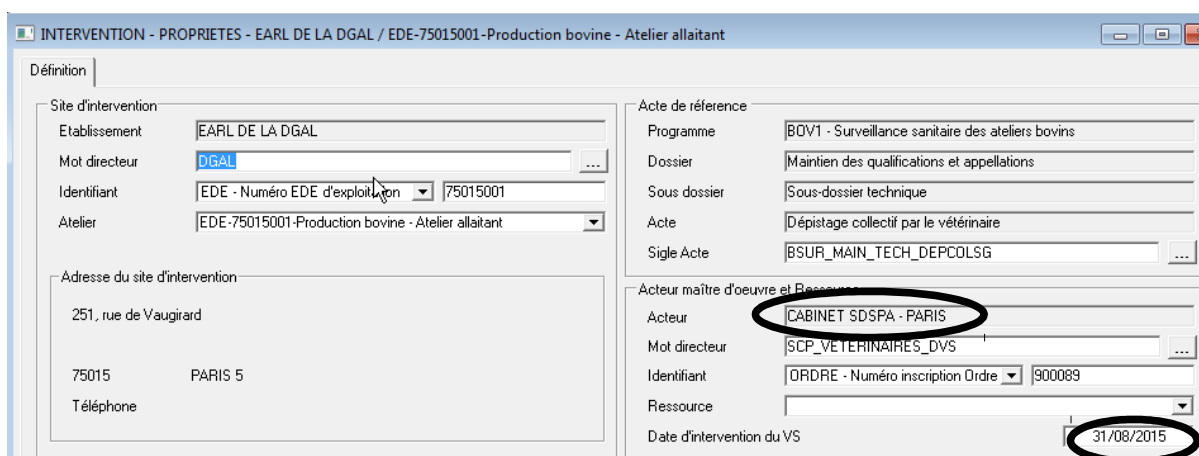 INTERVENTION - PROPRIETES - EARL DE LA DGAL / EDE-75015001-Production bovine - Atelier allaitant
Définition
Site d'intervention
Etablissement EARL DE LA DGAL
Mot directeur DGAL ...
Identifiant EDE - Numéro EDE d'exploitation 75015001
Atelier EDE-75015001-Production bovine - Atelier allaitant
Adresse du site d'intervention
251, rue de Vaugirard
75015 PARIS 5
Téléphone
Acte de réference
Programme BOV1 - Surveillance sanitaire des ateliers bovins
Dossier Maintien des qualifications et appellations
Sous dossier Sous-dossier technique
Acte Dépistage collectif par le vétérinaire
Sigle Acte BSUR_MAIN_TECH_DEPCOLSG ...
Acteur maître d'oeuvre et Ressource
Acteur CABINET SDSPA - PARIS
Mot directeur SCP_VETERINAIRES_DVS ...
Identifiant ORDRE - Numéro inscription Ordre 900089
Ressource
Date d'intervention du VS 31/08/2015